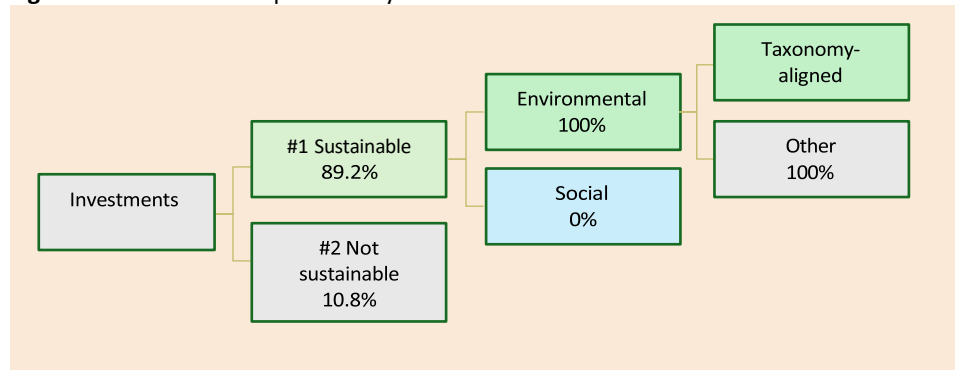 Investments
#1 Sustainable
89.2%
#2 Not
sustainable
10.8%
Environmental
100%
Social
0%
Taxonomy-
aligned
Other
100%